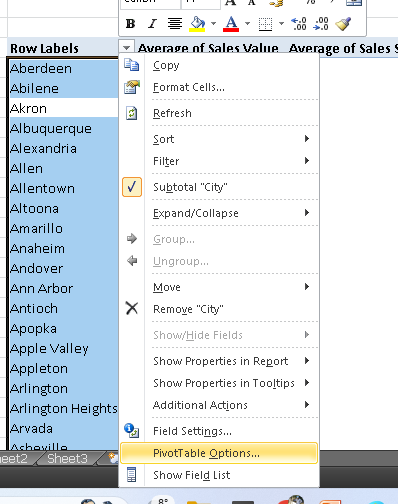 A A
B
Row Labels Average of Sales Value Average of Sales S
Aberdeen
Abilene
Akron
Albuquerque
Alexandria
Allen
Allentown
Altoona
Amarillo
Anaheim
Andover
Ann Arbor
Antioch
Apopka
Apple Valley
Appleton
Arlington
Arlington Heights
Arvada
Asheville
Copy
Format Cells...
Refresh
Sort
Filter
Subtotal "City"
Expand/Collapse
Group...
Ungroup...
Move
Remove "City"
Show/Hide Fields
Show Properties in Report
Show Properties in Tooltips
Additional Actions
Field Settings...
PivotTable Options...
Show Field List
Sheet3
8°